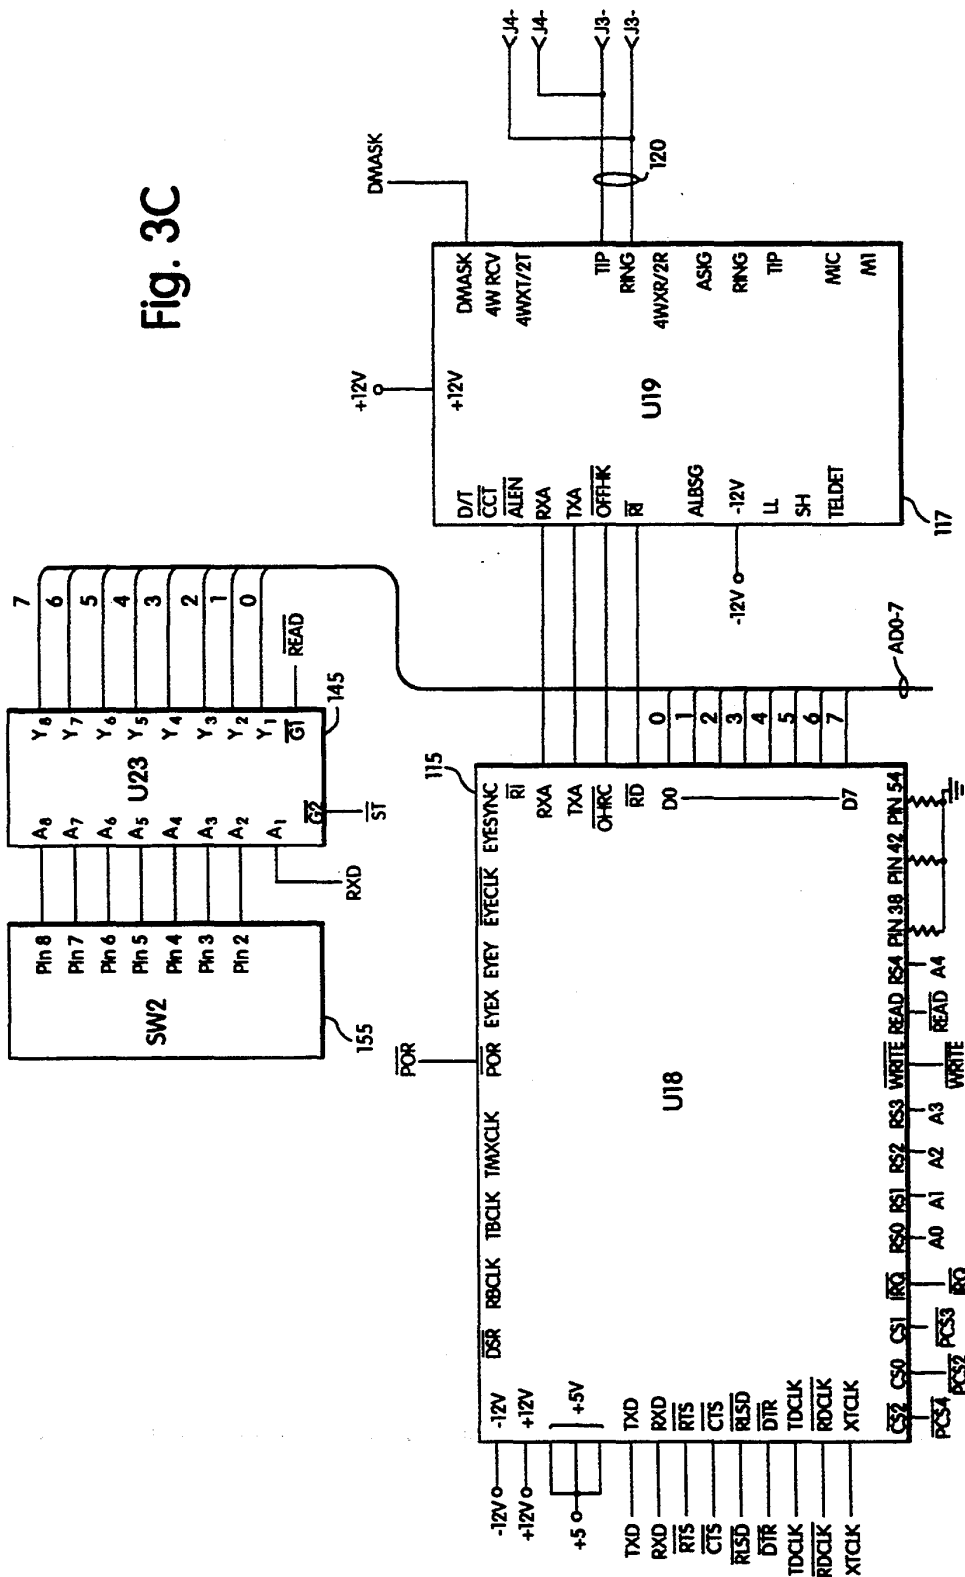 Fig. 3C
SW2
Pin 8
Pin 7
Pin 6
Pin 5
Pin 4
Pin 3
Pin 2
155
U23
A8
A7
A6
A5
A4
A3
A2
A1
RXD
G2
ST
Y8
Y7
Y6
Y5
Y4
Y3
Y2
Y1
G1
READ
145
7
6
5
4
3
2
1
0
U18
115
-12V
+12V
+5
-12V
+12V
+5V
TXD
RXD
RTS
CTS
RLSD
DTR
TDCLK
RDCLK
XTCLK
TXD
RXD
RTS
CTS
RLSD
DTR
TDCLK
RDCLK
XTCLK
DSR
RBCLK
TBCLK
TMXCLK
POR
POR
EYEX
EYEY
EYECLK
EYESYNC
RI
RXA
TXA
OHRC
RD
D0
D7
0
1
2
3
4
5
6
7
AD0-7
CS2
CS0
CS1
IRQ
RS0
RS1
RS2
RS3
WRITE
READ
RS4
PIN 38
PIN 42
PIN 54
PCS4
PCS2
PCS3
IRQ
A0
A1
A2
A3
WRITE
READ
A4
U19
117
+12V
+12V
D/T
CCT
ALEN
RXA
TXA
OFFHK
RI
ALBSG
-12V
-12V
LL
SH
TELDET
DMASK
DMASK
4W RCV
4WXT/2T
TIP
RING
4WXR/2R
ASIG
RING
TIP
MIC
M1
120
J4-
J4-
J3-
J3-